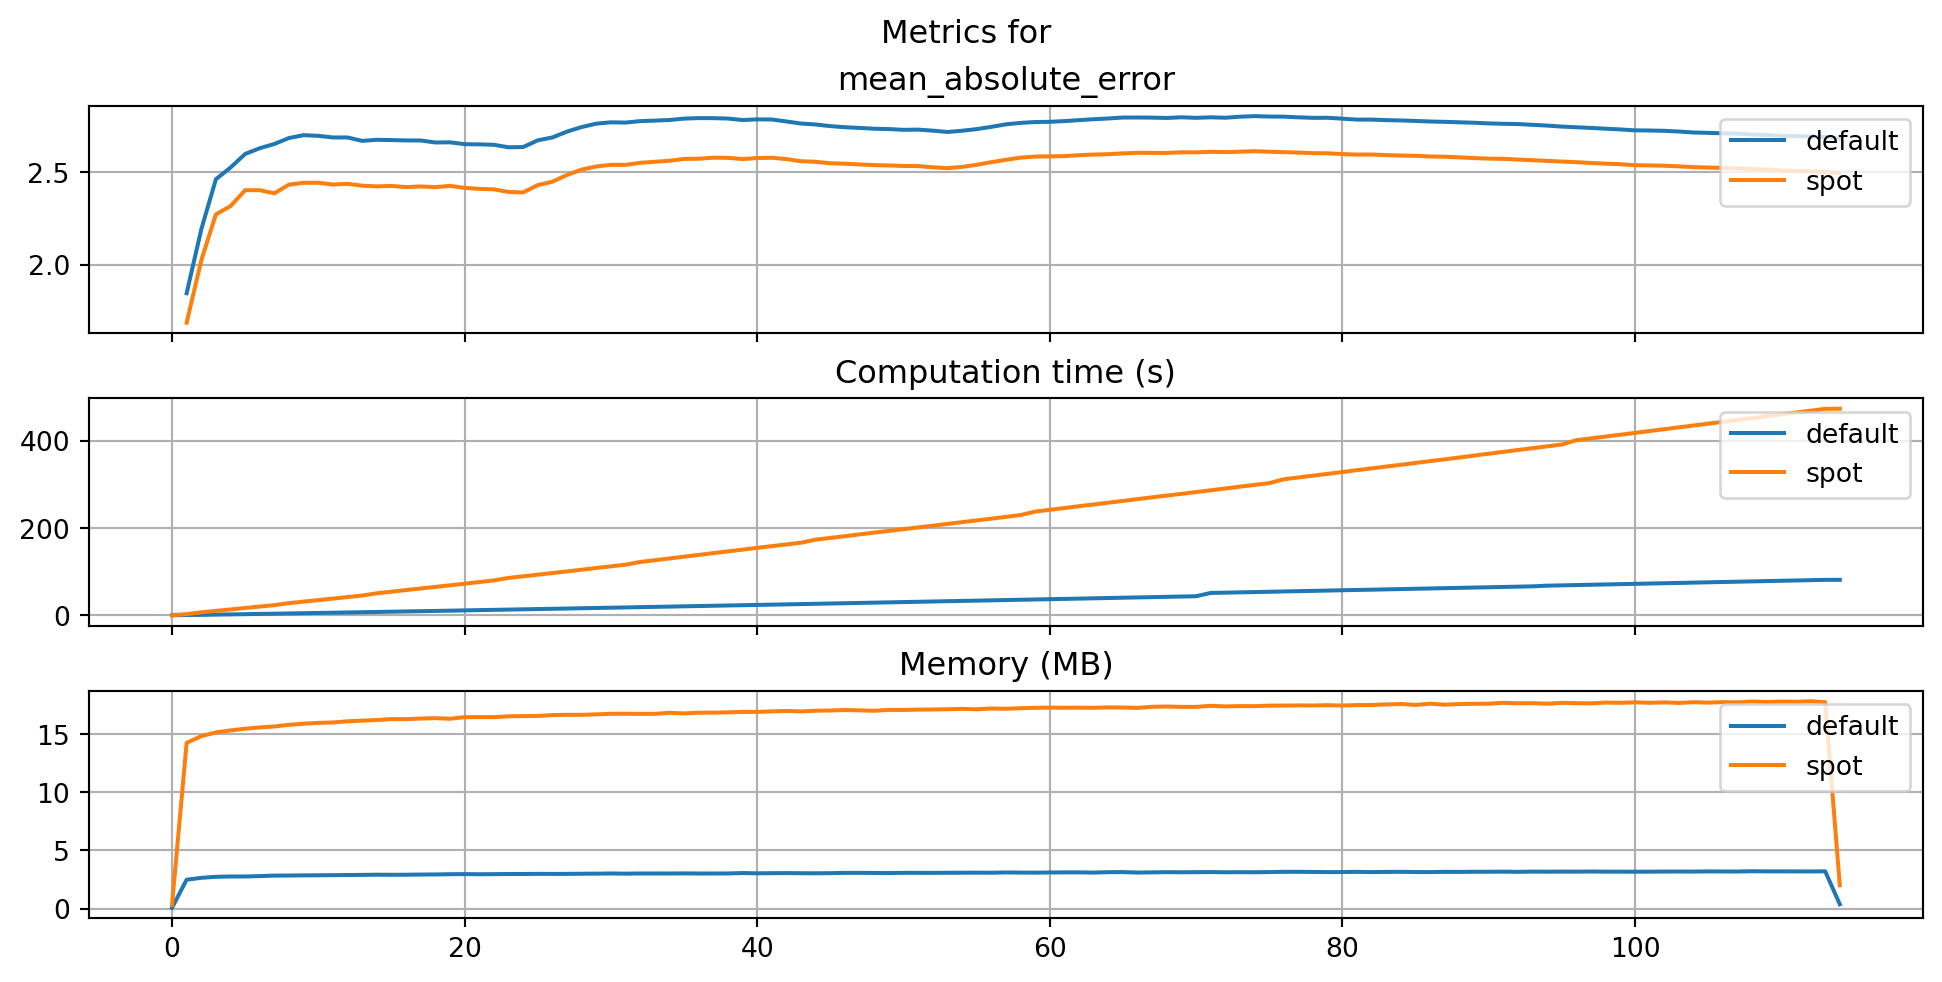 Metrics for
mean_absolute_error
2.5
2.0
default
spot
Computation time (s)
400
200
0
default
spot
Memory (MB)
15
10
5
0
default
spot
0 20 40 60 80 100